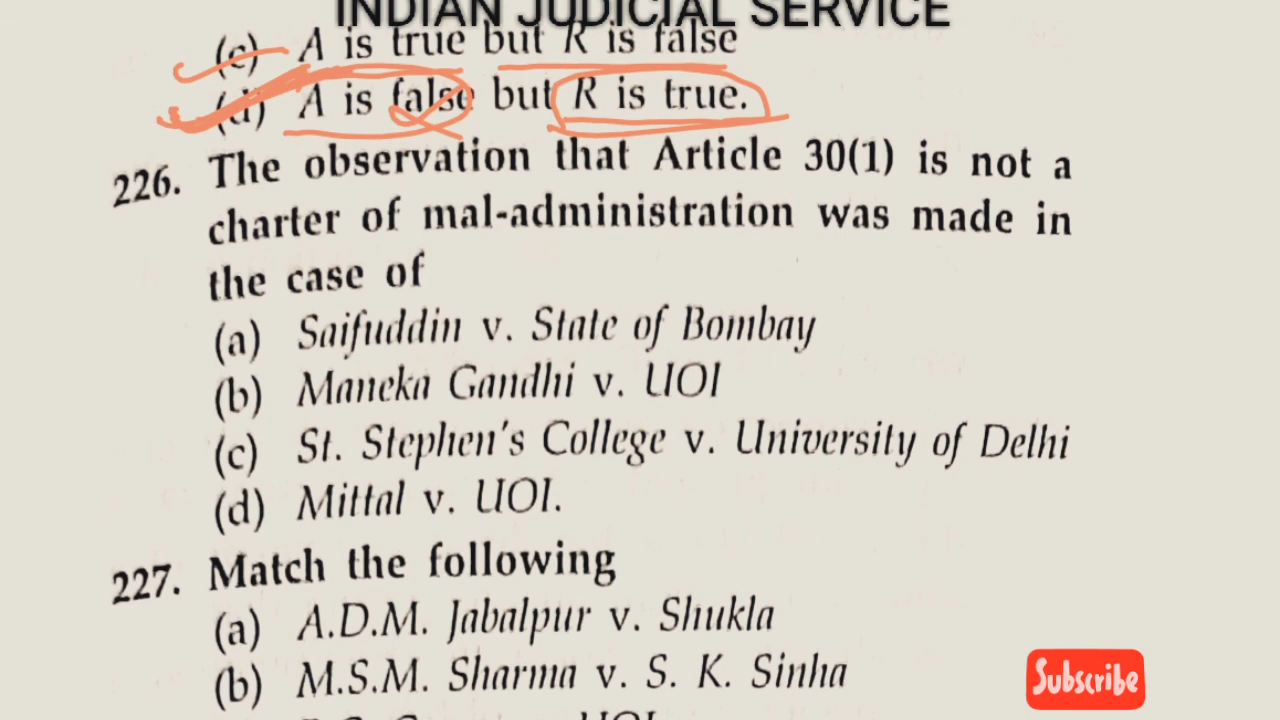 INDIAN JUDICIAL SERVICE
(c) A is true but R is false
(d) A is false but R is true.
226. The observation that Article 30(1) is not a
charter of mal-administration was made in
the case of
(a) Saifuddin v. State of Bombay
(b) Maneka Gandhi v. UOI
(c) St. Stephen's College v. University of Delhi
(d) Mittal v. UOI.
227. Match the following
(a) A.D.M. Jabalpur v. Shukla
(b) M.S.M. Sharma v. S. K. Sinha
Subscribe